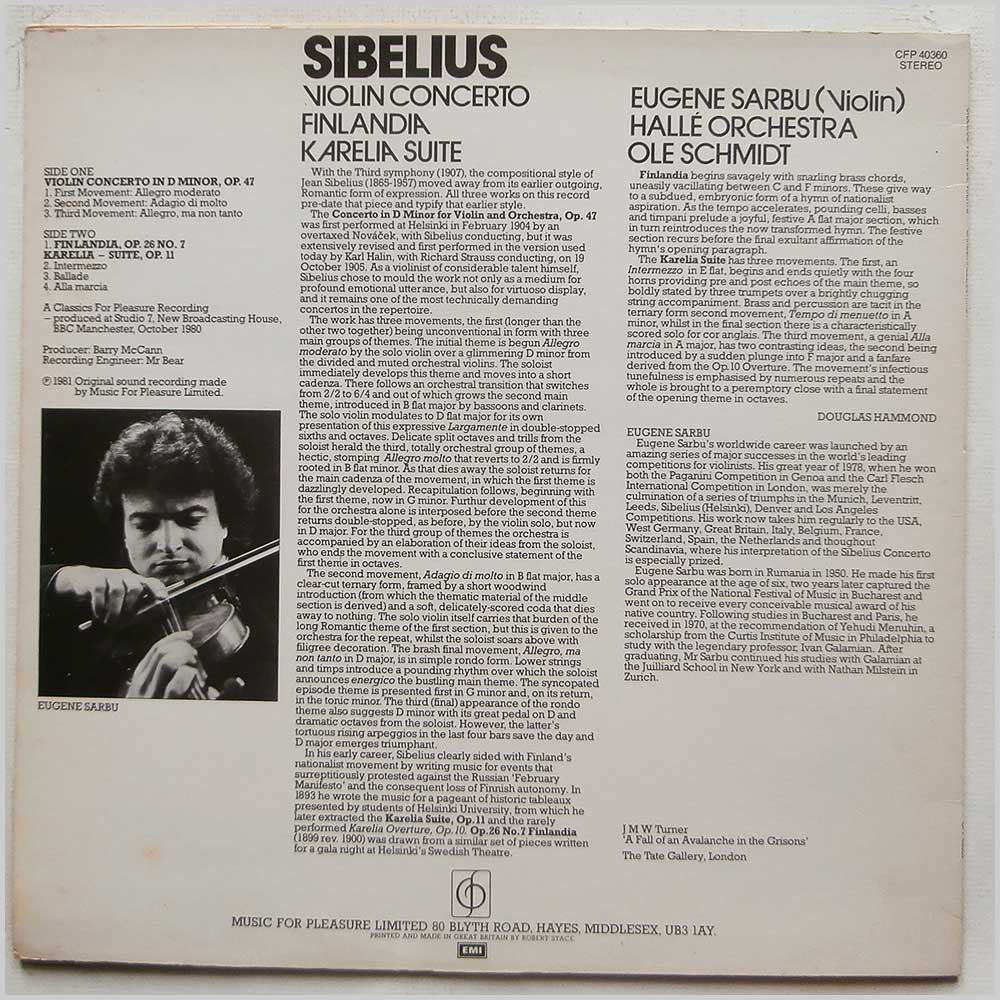 SIBELIUS
VIOLIN CONCERTO
FINLANDIA
KARELIA SUITE
CFP 40360
STEREO
EUGENE SARBU (Violin)
HALLÉ ORCHESTRA
OLE SCHMIDT
SIDE ONE
VIOLIN CONCERTO IN D MINOR, OP. 47
1. First Movement: Allegro moderato
2. Second Movement: Adagio di molto
3. Third Movement: Allegro, ma non tanto
SIDE TWO
1. FINLANDIA, OP. 26 NO. 7
KARELIA – SUITE, OP. 11
2. Intermezzo
3. Ballade
4. Alla marcia
A Classics For Pleasure Recording
– produced at Studio 7, New Broadcasting House,
BBC Manchester, October 1980
Producer: Barry McCann
Recording Engineer: Mr Bear
℗ 1981 Original sound recording made
by Music For Pleasure Limited.
EUGENE SARBU
With the Third symphony (1907), the compositional style of
Jean Sibelius (1865-1957) moved away from its earlier outgoing,
Romantic form of expression. All three works on this record
pre-date that piece and typify that earlier style.
The Concerto in D Minor for Violin and Orchestra, Op. 47
was first performed at Helsinki in February 1904 by an
overtaxed Nováček, with Sibelius conducting, but it was
extensively revised and first performed in the version used
today by Karl Halin, with Richard Strauss conducting, on 19
October 1905. As a violinist of considerable talent himself,
Sibelius chose to mould the work not only as a medium for
profound emotional utterance, but also for virtuoso display,
and it remains one of the most technically demanding
concertos in the repertoire.
The work has three movements, the first (longer than the
other two together) being unconventional in form with three
main groups of themes. The initial theme is begun Allegro
moderato by the solo violin over a glimmering D minor from
the divided and muted orchestral violins. The soloist
immediately develops this theme and moves into a short
cadenza. There follows an orchestral transition that switches
from 2/2 to 6/4 and out of which grows the second main
theme, introduced in B flat major by bassoons and clarinets.
The solo violin modulates to D flat major for its own
presentation of this expressive Largamente in double-stopped
sixths and octaves. Delicate split octaves and trills from the
soloist herald the third, totally orchestral group of themes, a
hectic, stomping Allegro molto that reverts to 2/2 and is firmly
rooted in B flat minor. As that dies away the soloist returns for
the main cadenza of the movement, in which the first theme is
dazzlingly developed. Recapitulation follows, beginning with
the first theme, now in G minor. Furthur development of this
for the orchestra alone is interposed before the second theme
returns double-stopped, as before, by the violin solo, but now
in D major. For the third group of themes the orchestra is
accompanied by an elaboration of their ideas from the soloist,
who ends the movement with a conclusive statement of the
first theme in octaves.
The second movement, Adagio di molto in B flat major, has a
clear-cut ternary form, framed by a short woodwind
introduction (from which the thematic material of the middle
section is derived) and a soft, delicately-scored coda that dies
away to nothing. The solo violin itself carries that burden of the
long Romantic theme of the first section, but this is given to the
orchestra for the repeat, whilst the soloist soars above with
filigree decoration. The brash final movement, Allegro, ma
non tanto in D major, is in simple rondo form. Lower strings
and timps introduce a pounding rhythm over which the soloist
announces energico the bustling main theme. The syncopated
episode theme is presented first in G minor and, on its return,
in the tonic minor. The third (final) appearance of the rondo
theme also suggests D minor with its great pedal on D and
dramatic octaves from the soloist. However, the latter's
tortuous rising arpeggios in the last four bars save the day and
D major emerges triumphant.
In his early career, Sibelius clearly sided with Finland's
nationalist movement by writing music for events that
surreptitiously protested against the Russian 'February
Manifesto' and the consequent loss of Finnish autonomy. In
1893 he wrote the music for a pageant of historic tableaux
presented by students of Helsinki University, from which he
later extracted the Karelia Suite, Op.11 and the rarely
performed Karelia Overture, Op.10. Op.26 No.7 Finlandia
(1899 rev. 1900) was drawn from a similar set of pieces written
for a gala night at Helsinki's Swedish Theatre.
Finlandia begins savagely with snarling brass chords,
uneasily vacillating between C and F minors. These give way
to a subdued, embryonic form of a hymn of nationalist
aspiration. As the tempo accelerates, pounding celli, basses
and timpani prelude a joyful, festive A flat major section, which
in turn reintroduces the now transformed hymn. The festive
section recurs before the final exultant affirmation of the
hymn's opening paragraph.
The Karelia Suite has three movements. The first, an
Intermezzo in E flat, begins and ends quietly with the four
horns providing pre and post echoes of the main theme, so
boldly stated by three trumpets over a brightly chugging
string accompaniment. Brass and percussion are tacit in the
ternary form second movement, Tempo di menuetto in A
minor, whilst in the final section there is a characteristically
scored solo for cor anglais. The third movement, a genial Alla
marcia in A major, has two contrasting ideas, the second being
introduced by a sudden plunge into F major and a fanfare
derived from the Op.10 Overture. The movement's infectious
tunefulness is emphasised by numerous repeats and the
whole is brought to a peremptory close with a final statement
of the opening theme in octaves.
DOUGLAS HAMMOND
EUGENE SARBU
Eugene Sarbu's worldwide career was launched by an
amazing series of major successes in the world's leading
competitions for violinists. His great year of 1978, when he won
both the Paganini Competition in Genoa and the Carl Flesch
International Competition in London, was merely the
culmination of a series of triumphs in the Munich, Leventritt,
Leeds, Sibelius (Helsinki), Denver and Los Angeles
Competitions. His work now takes him regularly to the USA,
West Germany, Great Britain, Italy, Belgium, France,
Switzerland, Spain, the Netherlands and thoughout
Scandinavia, where his interpretation of the Sibelius Concerto
is especially prized.
Eugene Sarbu was born in Rumania in 1950. He made his first
solo appearance at the age of six, two years later captured the
Grand Prix of the National Festival of Music in Bucharest and
went on to receive every conceivable musical award of his
native country. Following studies in Bucharest and Paris, he
received in 1970, at the recommendation of Yehudi Menuhin, a
scholarship from the Curtis Institute of Music in Philadelphia to
study with the legendary professor, Ivan Galamian. After
graduating, Mr Sarbu continued his studies with Galamian at
the Juilliard School in New York and with Nathan Milstein in
Zurich.
J M W Turner
'A Fall of an Avalanche in the Grisons'
The Tate Gallery, London
MUSIC FOR PLEASURE LIMITED 80 BLYTH ROAD, HAYES, MIDDLESEX, UB3 1AY.
PRINTED AND MADE IN GREAT BRITAIN BY ROBERT STACE
EMI